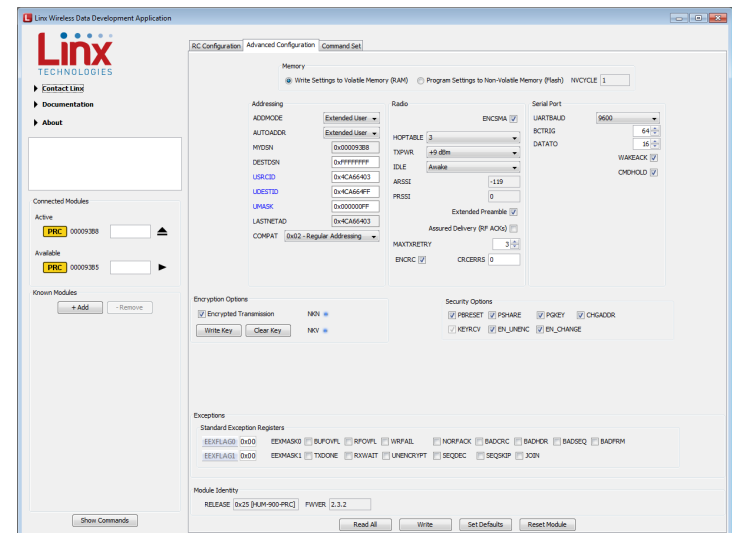 Linx Wireless Data Development Application
Linx
TECHNOLOGIES
Contact Linx
Documentation
About
Connected Modules
Active
PRC 000093B8
Available
PRC 000093B5
Known Modules
+ Add - Remove
Show Commands
RC Configuration Advanced Configuration Command Set
Memory
Write Settings to Volatile Memory (RAM) Program Settings to Non-Volatile Memory (Flash) NVCYCLE 1
Addressing
ADDMODE Extended User
AUTOADDR Extended User
MYDSN 0x000093B8
DESTDSN 0xFFFFFFFF
USRCID 0x4CA66403
UDESTID 0x4CA664FF
UMASK 0x000000FF
LASTNETAD 0x4CA66403
COMPAT 0x02 - Regular Addressing
Radio
ENCSMA
HOPTABLE 3
TXPWR +9 dBm
IDLE Awake
ARSSI -119
PRSSI 0
Extended Preamble
Assured Delivery (RF ACKs)
MAXTXRETRY 3
ENCRC CRCERRS 0
Serial Port
UARTBAUD 9600
BCTRIG 64
DATATO 16
WAKEACK
CMDHOLD
Encryption Options
Encrypted Transmission NKN
Write Key Clear Key NKV
Security Options
PBRESET PSHARE PGKEY CHGADDR
KEYRCV EN_UNENC EN_CHANGE
Exceptions
Standard Exception Registers
EEXFLAG0 0x00 EEXMASK0 BUFOVFL RFOVFL WRFAIL NORFACK BADCRC BADHDR BADSEQ BADFRM
EEXFLAG1 0x00 EEXMASK1 TXDONE RXWAIT UNENCRYPT SEQDEC SEQSKIP JOIN
Module Identity
RELEASE 0x25 [HUM-900-PRC] FWVER 2.3.2
Read All Write Set Defaults Reset Module